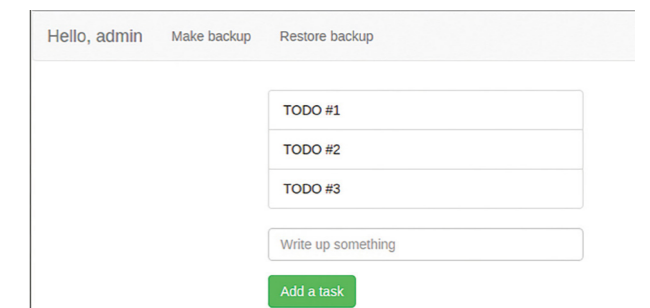 Hello, admin Make backup Restore backup
TODO #1
TODO #2
TODO #3
Write up something
Add a task